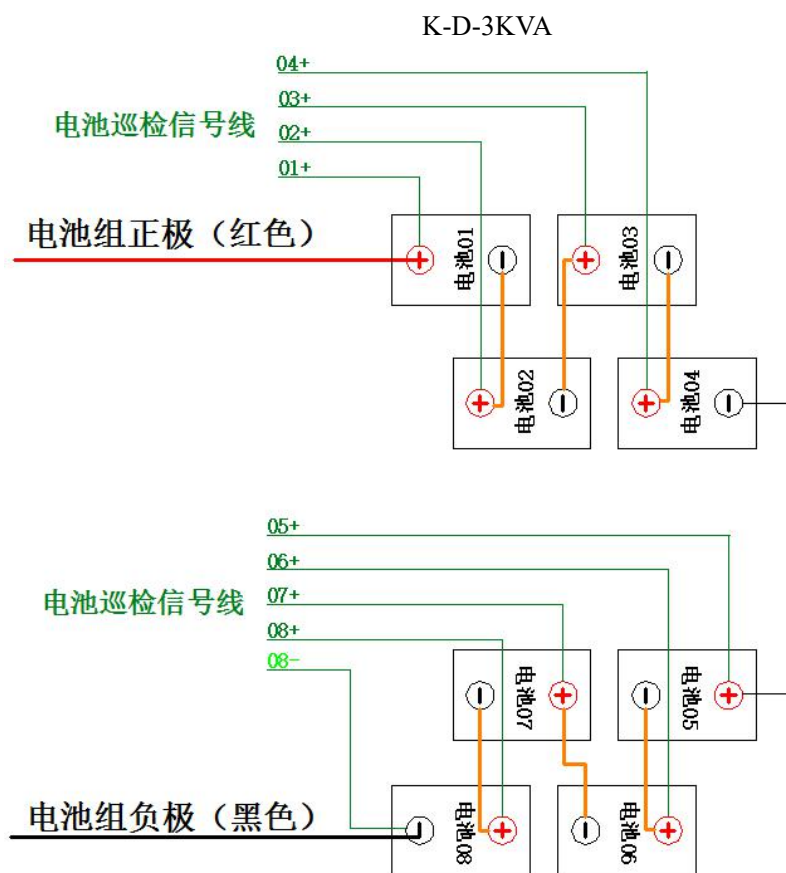 K-D-3KVA
04+
03+
电池巡检信号线
02+
01+
电池组正极（红色）
电池01
电池03
电池02
电池04
05+
06+
电池巡检信号线
07+
08+
08-
电池07
电池05
电池组负极（黑色）
电池08
电池06